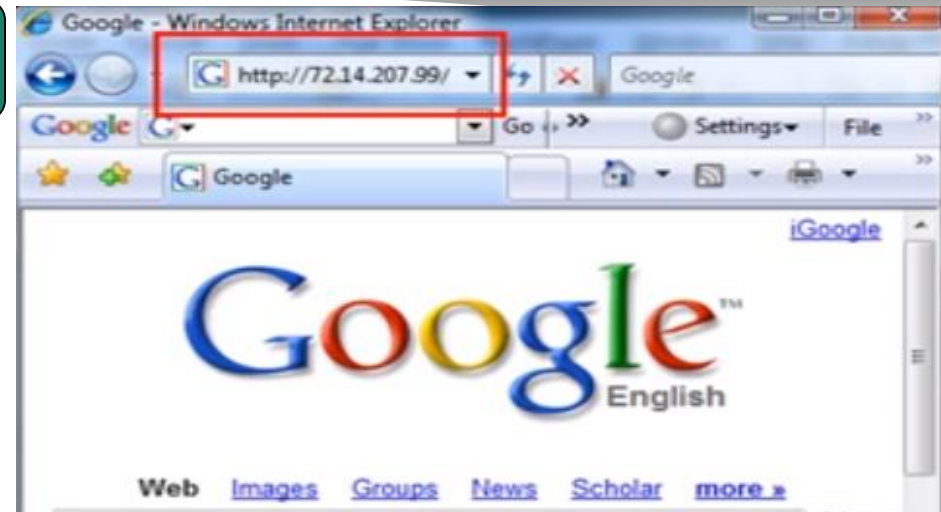 Google - Windows Internet Explorer
http://72.14.207.99/ Google
Google Go >> Settings File >>
Google >>
iGoogle
Google™
English
Web Images Groups News Scholar more »